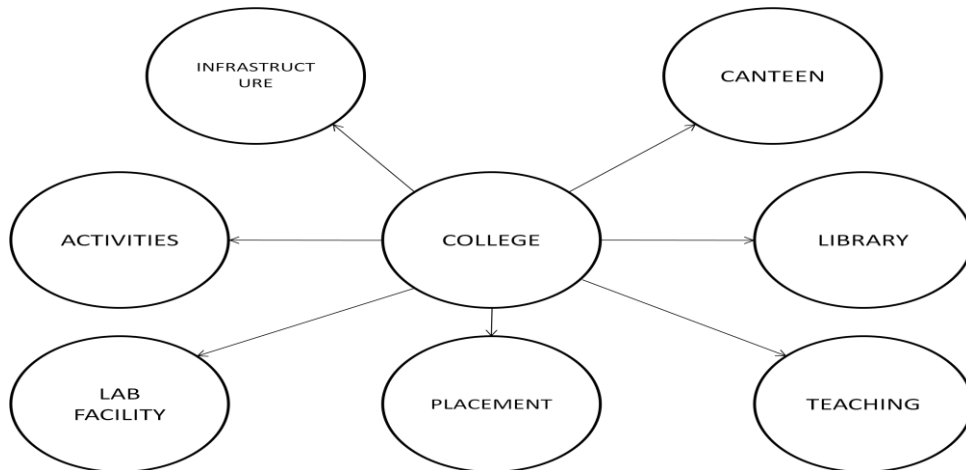 INFRASTRUCT
URE
CANTEEN
ACTIVITIES
COLLEGE
LIBRARY
LAB
FACILITY
PLACEMENT
TEACHING